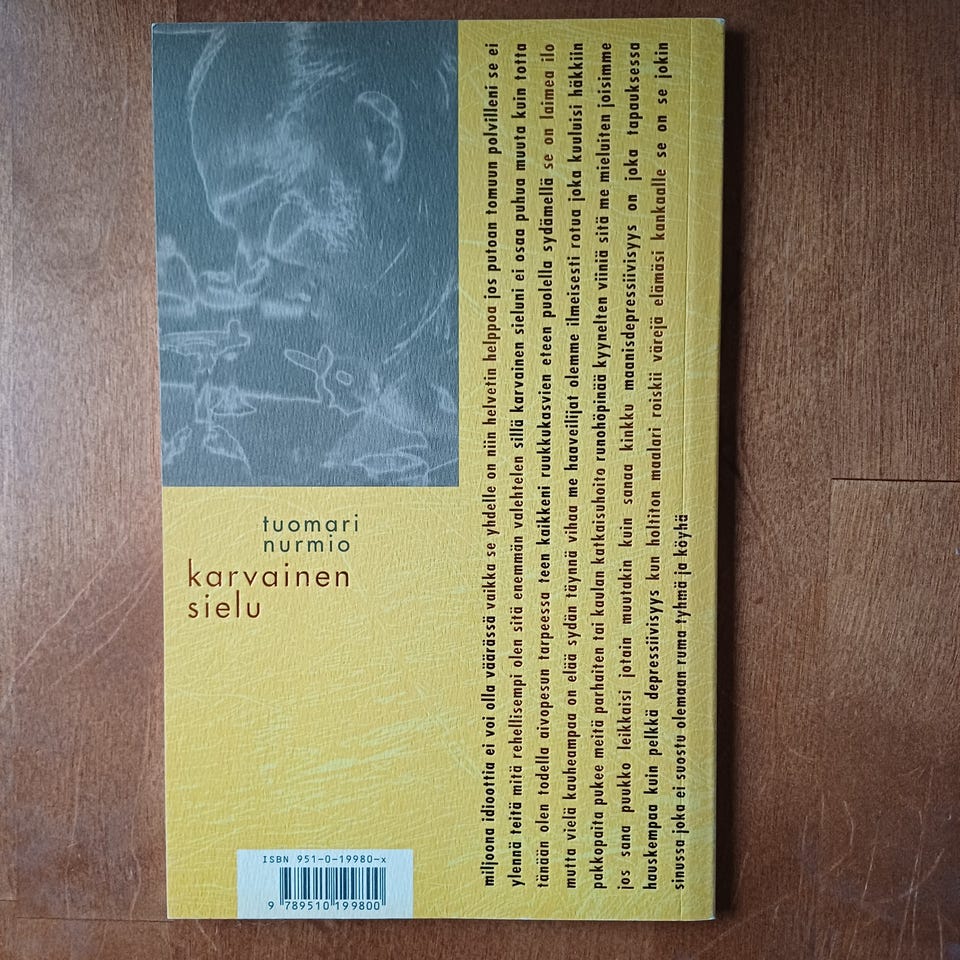 tuomari
nurmio
karvainen
sielu
miljoona idioottia ei voi olla väärässä vaikka se yhdelle on niin helvetin helppoa jos putoan tomuun polvilleni se ei
ylennä teitä mitä rehellisempi olen sitä enemmän valehtelen sillä karvainen sieluni ei osaa puhua muuta kuin totta
tänään olen todella aivopesun tarpeessa teen kaikkeni ruukkukasvien eteen puolella sydämellä se on laimea ilo
mutta vielä kauheampaa on elää sydän täynnä vihaa me haaveilijat olemme ilmeisesti rotua joka kuuluisi häkkiin
pakkopaita pukee meitä parhaiten tai kaulan katkaisuhoito runohöpinää kyynelten viiniä sitä me mieluiten joisimme
jos sana puukko leikkaisi jotain muutakin kuin sanaa kinkku maanisdepressiivisyys on joka tapauksessa
hauskempaa kuin pelkkä depressiivisyys kun holtiton maalari roiskii värejä elämäsi kankaalle se on se jokin
sinussa joka ei suostu olemaan ruma tyhmä ja köyhä
ISBN 951-0-19980-x
9 789510 199800